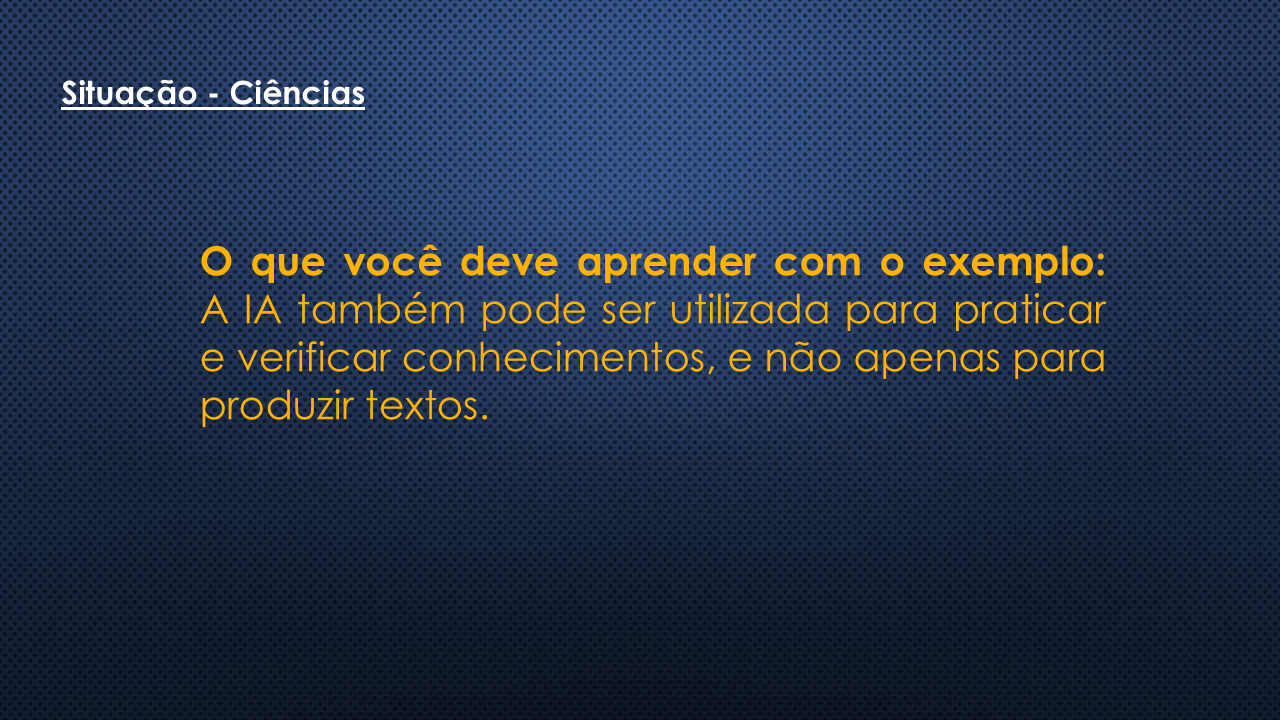 Situação - Ciências
O que você deve aprender com o exemplo:
A IA também pode ser utilizada para praticar
e verificar conhecimentos, e não apenas para
produzir textos.